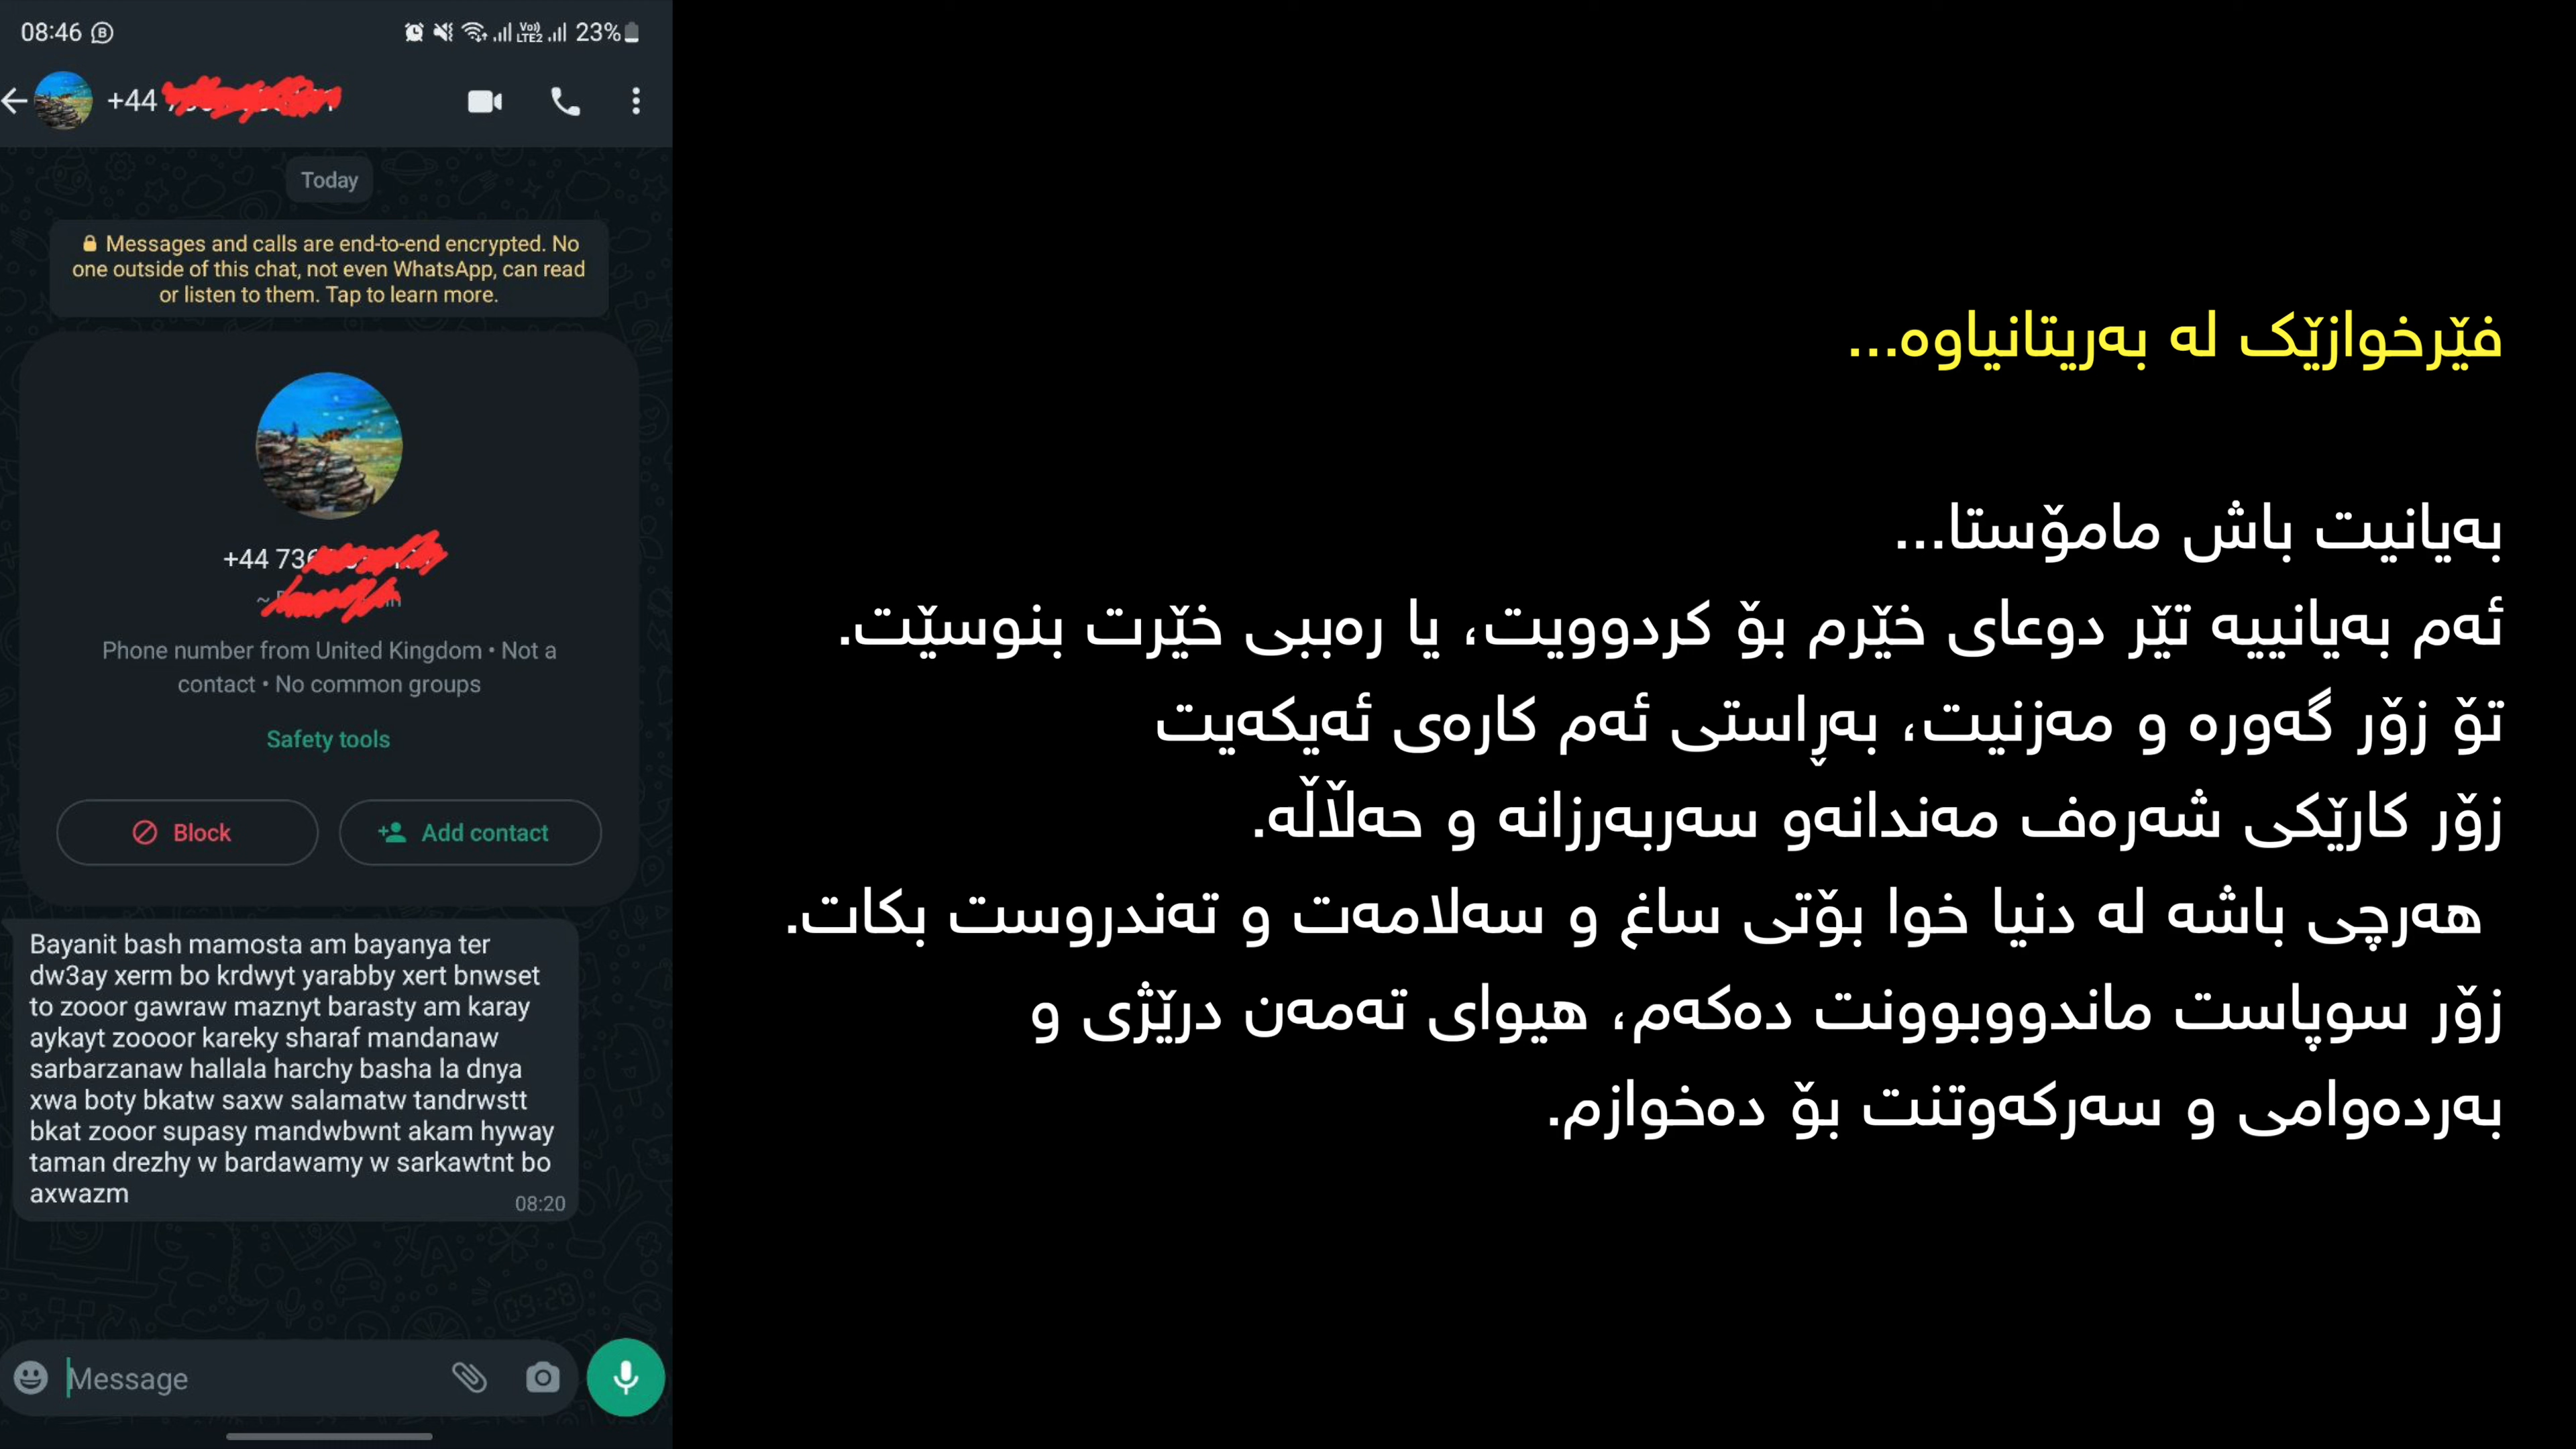 08:46
Vo))
LTE2
23%
+44
Today
Messages and calls are end-to-end encrypted. No
one outside of this chat, not even WhatsApp, can read
or listen to them. Tap to learn more.
+44 736
~
Phone number from United Kingdom • Not a
contact • No common groups
Safety tools
Block
Add contact
Bayanit bash mamosta am bayanya ter
dw3ay xerm bo krdwyt yarabby xert bnwset
to zooor gawraw maznyt barasty am karay
aykayt zoooor kareky sharaf mandanaw
sarbarzanaw hallala harchy basha la dnya
xwa boty bkatw saxw salamatw tandrwstt
bkat zooor supasy mandwbwnt akam hyway
taman drezhy w bardawamy w sarkawtnt bo
axwazm
08:20
Message
فێرخوازێک لە بەریتانیاوە...
بەیانیت باش مامۆستا...
ئەم بەیانییە تێر دوعای خێرم بۆ کردوویت، یا رەببی خێرت بنوسێت.
تۆ زۆر گەورە و مەزنیت، بەڕاستی ئەم کارەی ئەیکەیت
زۆر کارێکی شەرەف مەندانەو سەربەرزانە و حەڵاڵە.
هەرچی باشە لە دنیا خوا بۆتی ساغ و سەلامەت و تەندروست بکات.
زۆر سوپاست ماندووبوونت دەکەم، هیوای تەمەن درێژی و
بەردەوامی و سەرکەوتنت بۆ دەخوازم.